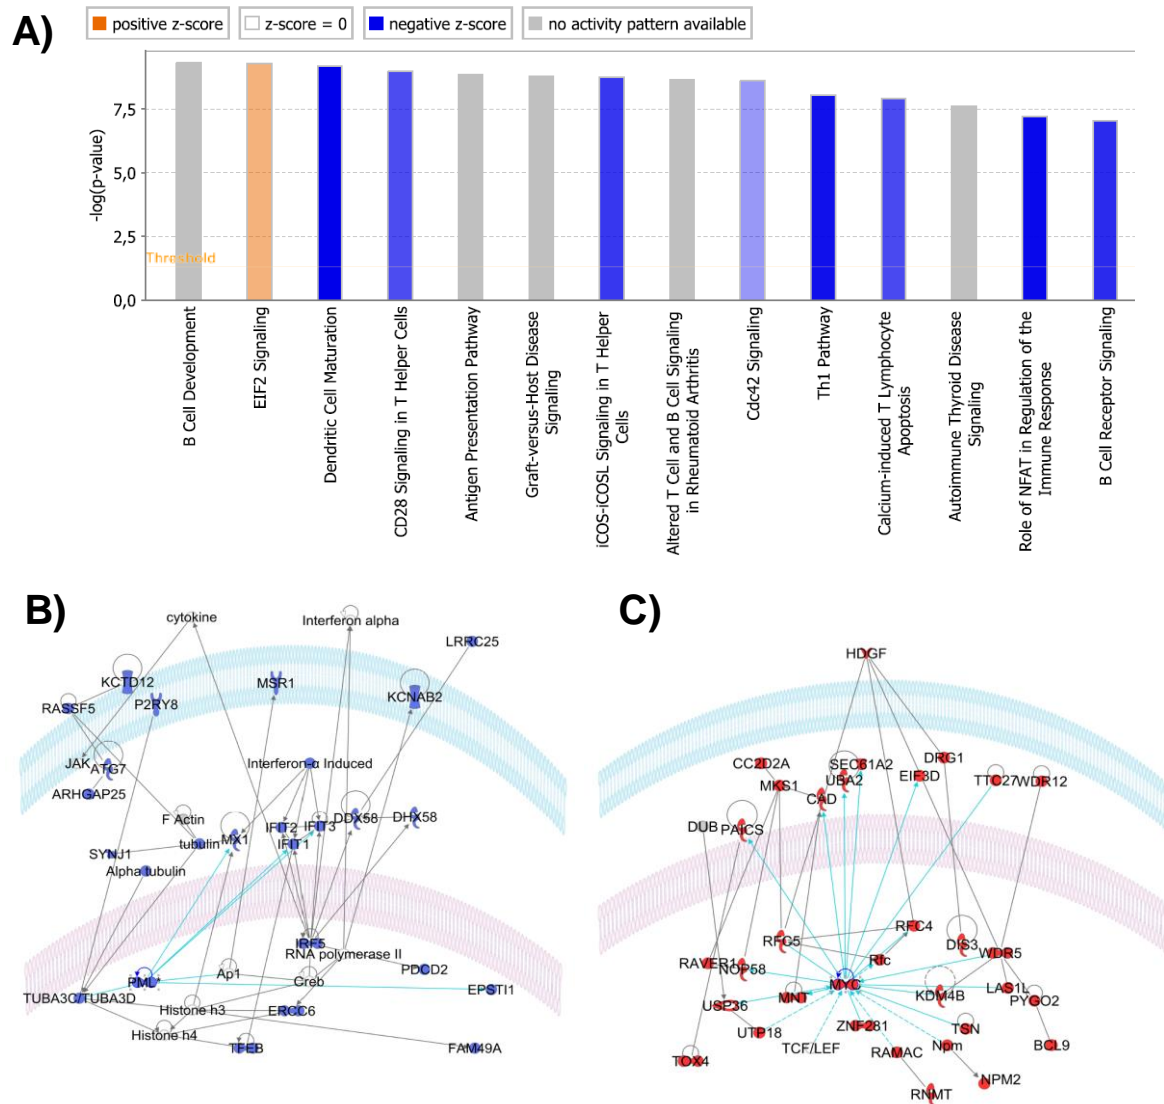 A)
positive z-score
z-score = 0
negative z-score
no activity pattern available
-log(p-value)
7,5
5,0
2,5
0,0
Threshold
B Cell Development
EIF2 Signaling
Dendritic Cell Maturation
CD28 Signaling in T Helper Cells
Antigen Presentation Pathway
Graft-versus-Host Disease
Signaling
iCOS-iCOSL Signaling in T Helper
Cells
Altered T Cell and B Cell Signaling
in Rheumatoid Arthritis
Cdc42 Signaling
Th1 Pathway
Calcium-induced T Lymphocyte
Apoptosis
Autoimmune Thyroid Disease
Signaling
Role of NFAT in Regulation of the
Immune Response
B Cell Receptor Signaling
B)
cytokine
Interferon alpha
LRRC25
KCTD12
MSR1
P2RY8
KCNAB2
RASSF5
JAK
ATG7
Interferon-α Induced
ARHGAP25
F Actin
IFIT2
IFIT3
DDX58
DHX58
SYNJ1
tubulin
MX1
IFIT1
Alpha tubulin
IRF5
RNA polymerase II
PDCD2
PML*
Ap1
Creb
EPSTI1
TUBA3C/TUBA3D
Histone h3
ERCC6
Histone h4
TFEB
FAM49A
C)
HDGF
CC2D2A
SEC61A2
DRG1
MKS1
UBA2
EIF3D
TTC27
WDR12
CAD
DUB
PAICS
RFC4
RFC5
DIS3
WDR5
RAVER1
NOP58
Rfc
MYC
KDM4B
LAS1L
PYGO2
USP36
MNT
UTP18
ZNF281
TSN
TCF/LEF
RAMAC
Npm
BCL9
TOX4
NPM2
RNMT